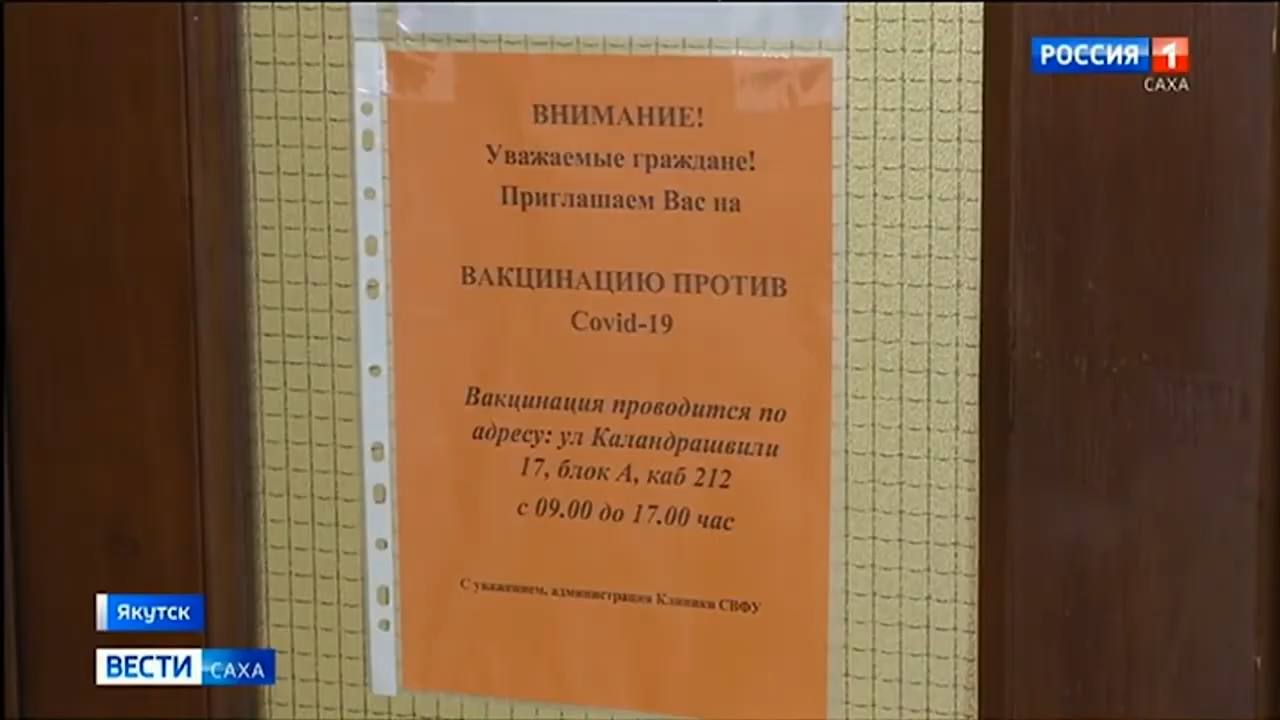 РОССИЯ 1
САХА
ВНИМАНИЕ!
Уважаемые граждане!
Приглашаем Вас на
ВАКЦИНАЦИЮ ПРОТИВ
Covid-19
Вакцинация проводится по
адресу: ул Каландрашвили
17, блок А, каб 212
с 09.00 до 17.00 час
С уважением, администрация Клиники СВФУ
Якутск
ВЕСТИ САХА